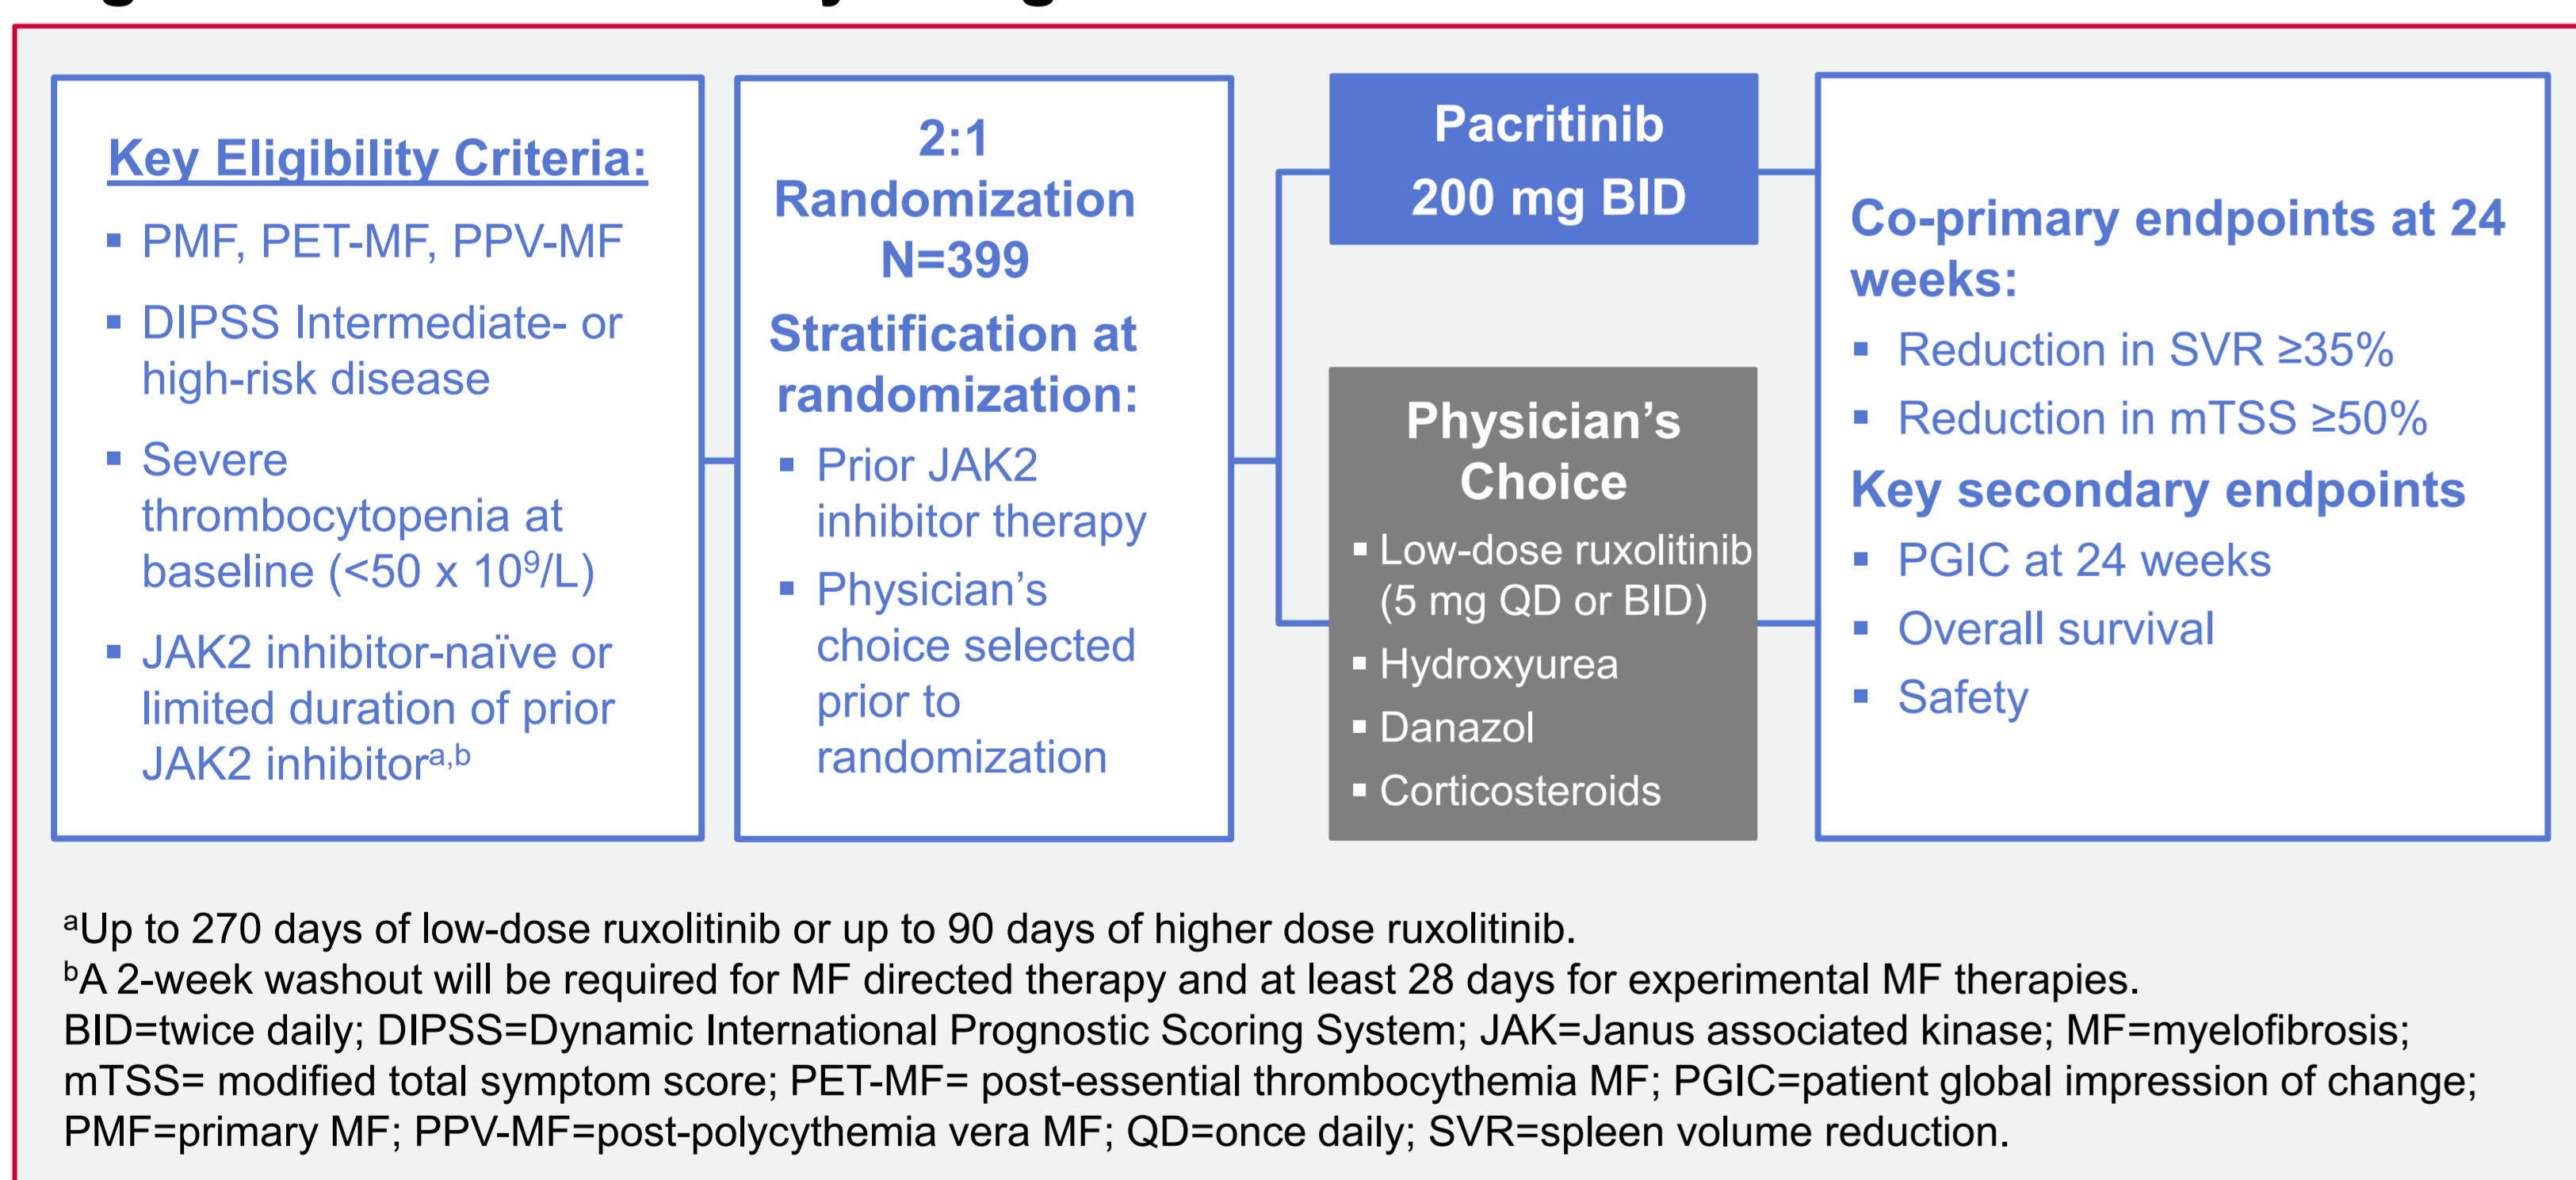 Key Eligibility Criteria:
▪ PMF, PET-MF, PPV-MF
▪ DIPSS Intermediate- or
high-risk disease
▪ Severe
thrombocytopenia at
baseline (<50 x 10⁹/L)
▪ JAK2 inhibitor-naïve or
limited duration of prior
JAK2 inhibitorᵃ,ᵇ
2:1
Randomization
N=399
Stratification at
randomization:
▪ Prior JAK2
inhibitor therapy
▪ Physician’s
choice selected
prior to
randomization
Pacritinib
200 mg BID
Physician’s
Choice
▪ Low-dose ruxolitinib
(5 mg QD or BID)
▪ Hydroxyurea
▪ Danazol
▪ Corticosteroids
Co-primary endpoints at 24
weeks:
▪ Reduction in SVR ≥35%
▪ Reduction in mTSS ≥50%
Key secondary endpoints
▪ PGIC at 24 weeks
▪ Overall survival
▪ Safety
ᵃUp to 270 days of low-dose ruxolitinib or up to 90 days of higher dose ruxolitinib.
ᵇA 2-week washout will be required for MF directed therapy and at least 28 days for experimental MF therapies.
BID=twice daily; DIPSS=Dynamic International Prognostic Scoring System; JAK=Janus associated kinase; MF=myelofibrosis;
mTSS= modified total symptom score; PET-MF= post-essential thrombocythemia MF; PGIC=patient global impression of change;
PMF=primary MF; PPV-MF=post-polycythemia vera MF; QD=once daily; SVR=spleen volume reduction.